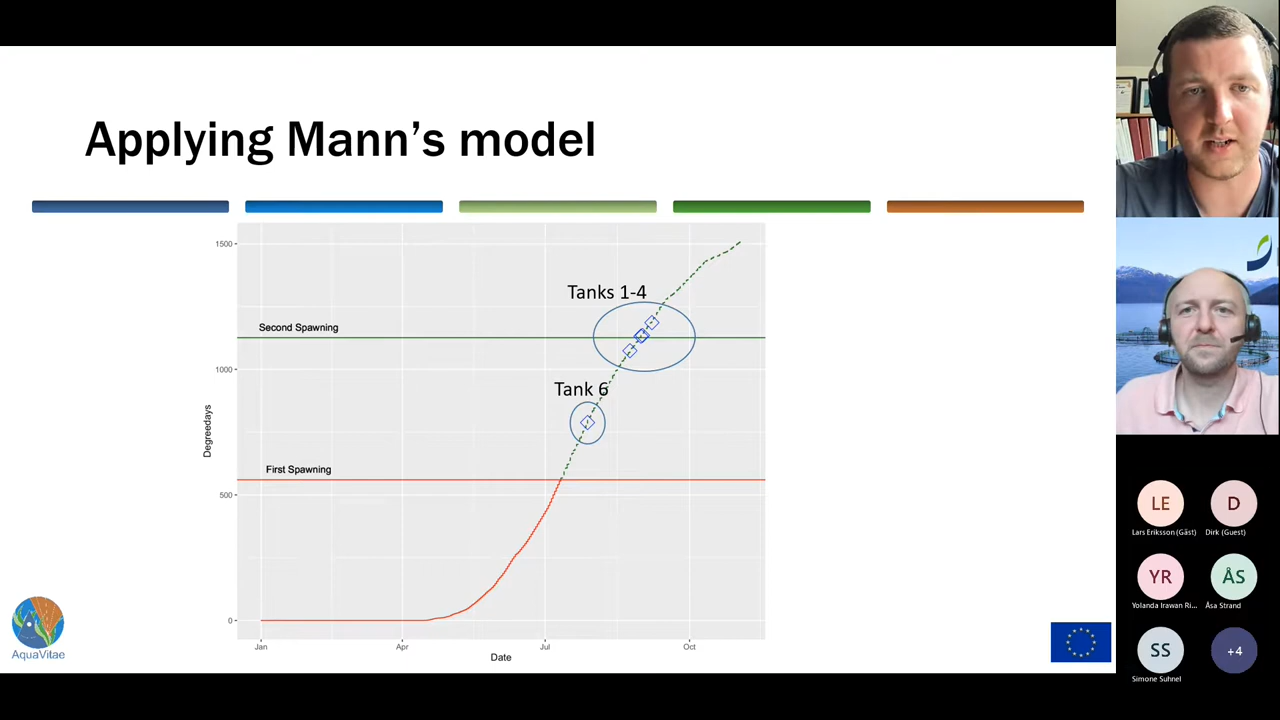 Applying Mann's model
1500
1000
500
0
Degreedays
Second Spawning
First Spawning
Tanks 1-4
Tank 6
Jan
Apr
Jul
Oct
Date
AquaVitae
LE
Lars Eriksson (Gäst)
D
Dirk (Guest)
YR
Yolanda Irawan Ri...
ÅS
Åsa Strand
SS
Simone Suhnel
+4